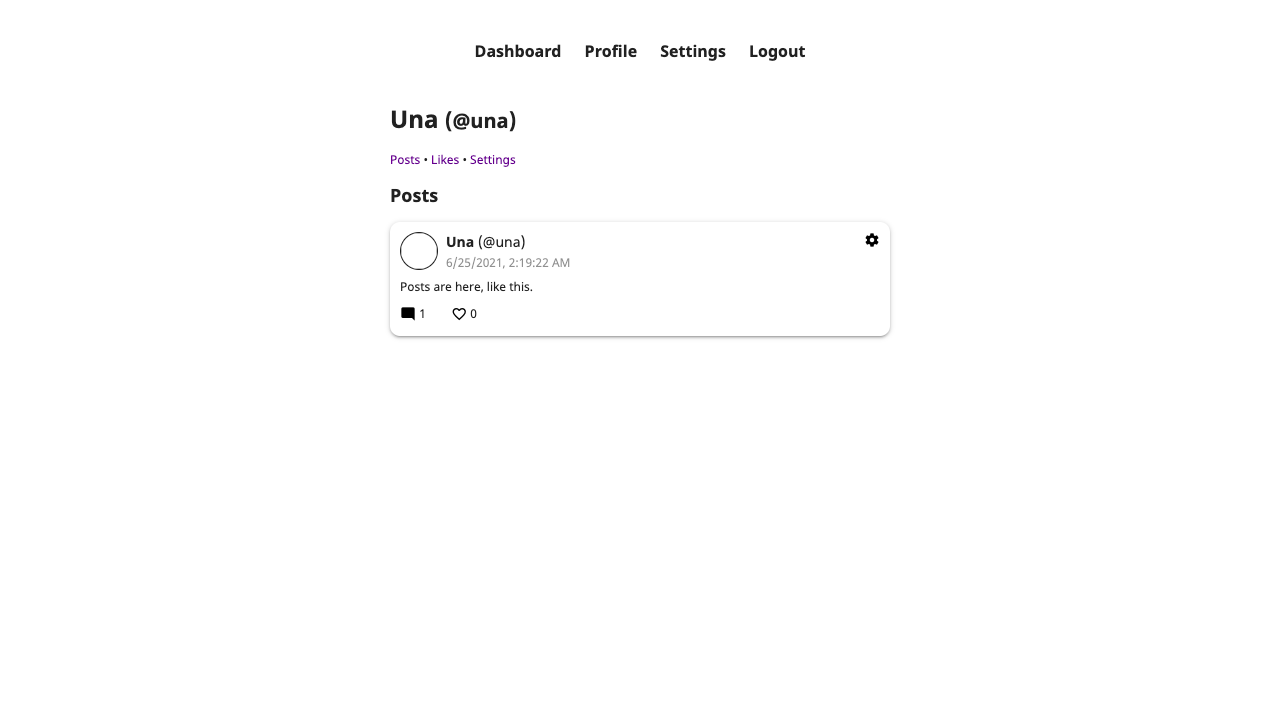 Dashboard Profile Settings Logout
Una (@una)
Posts • Likes • Settings
Posts
Una (@una)
6/25/2021, 2:19:22 AM
Posts are here, like this.
1 0